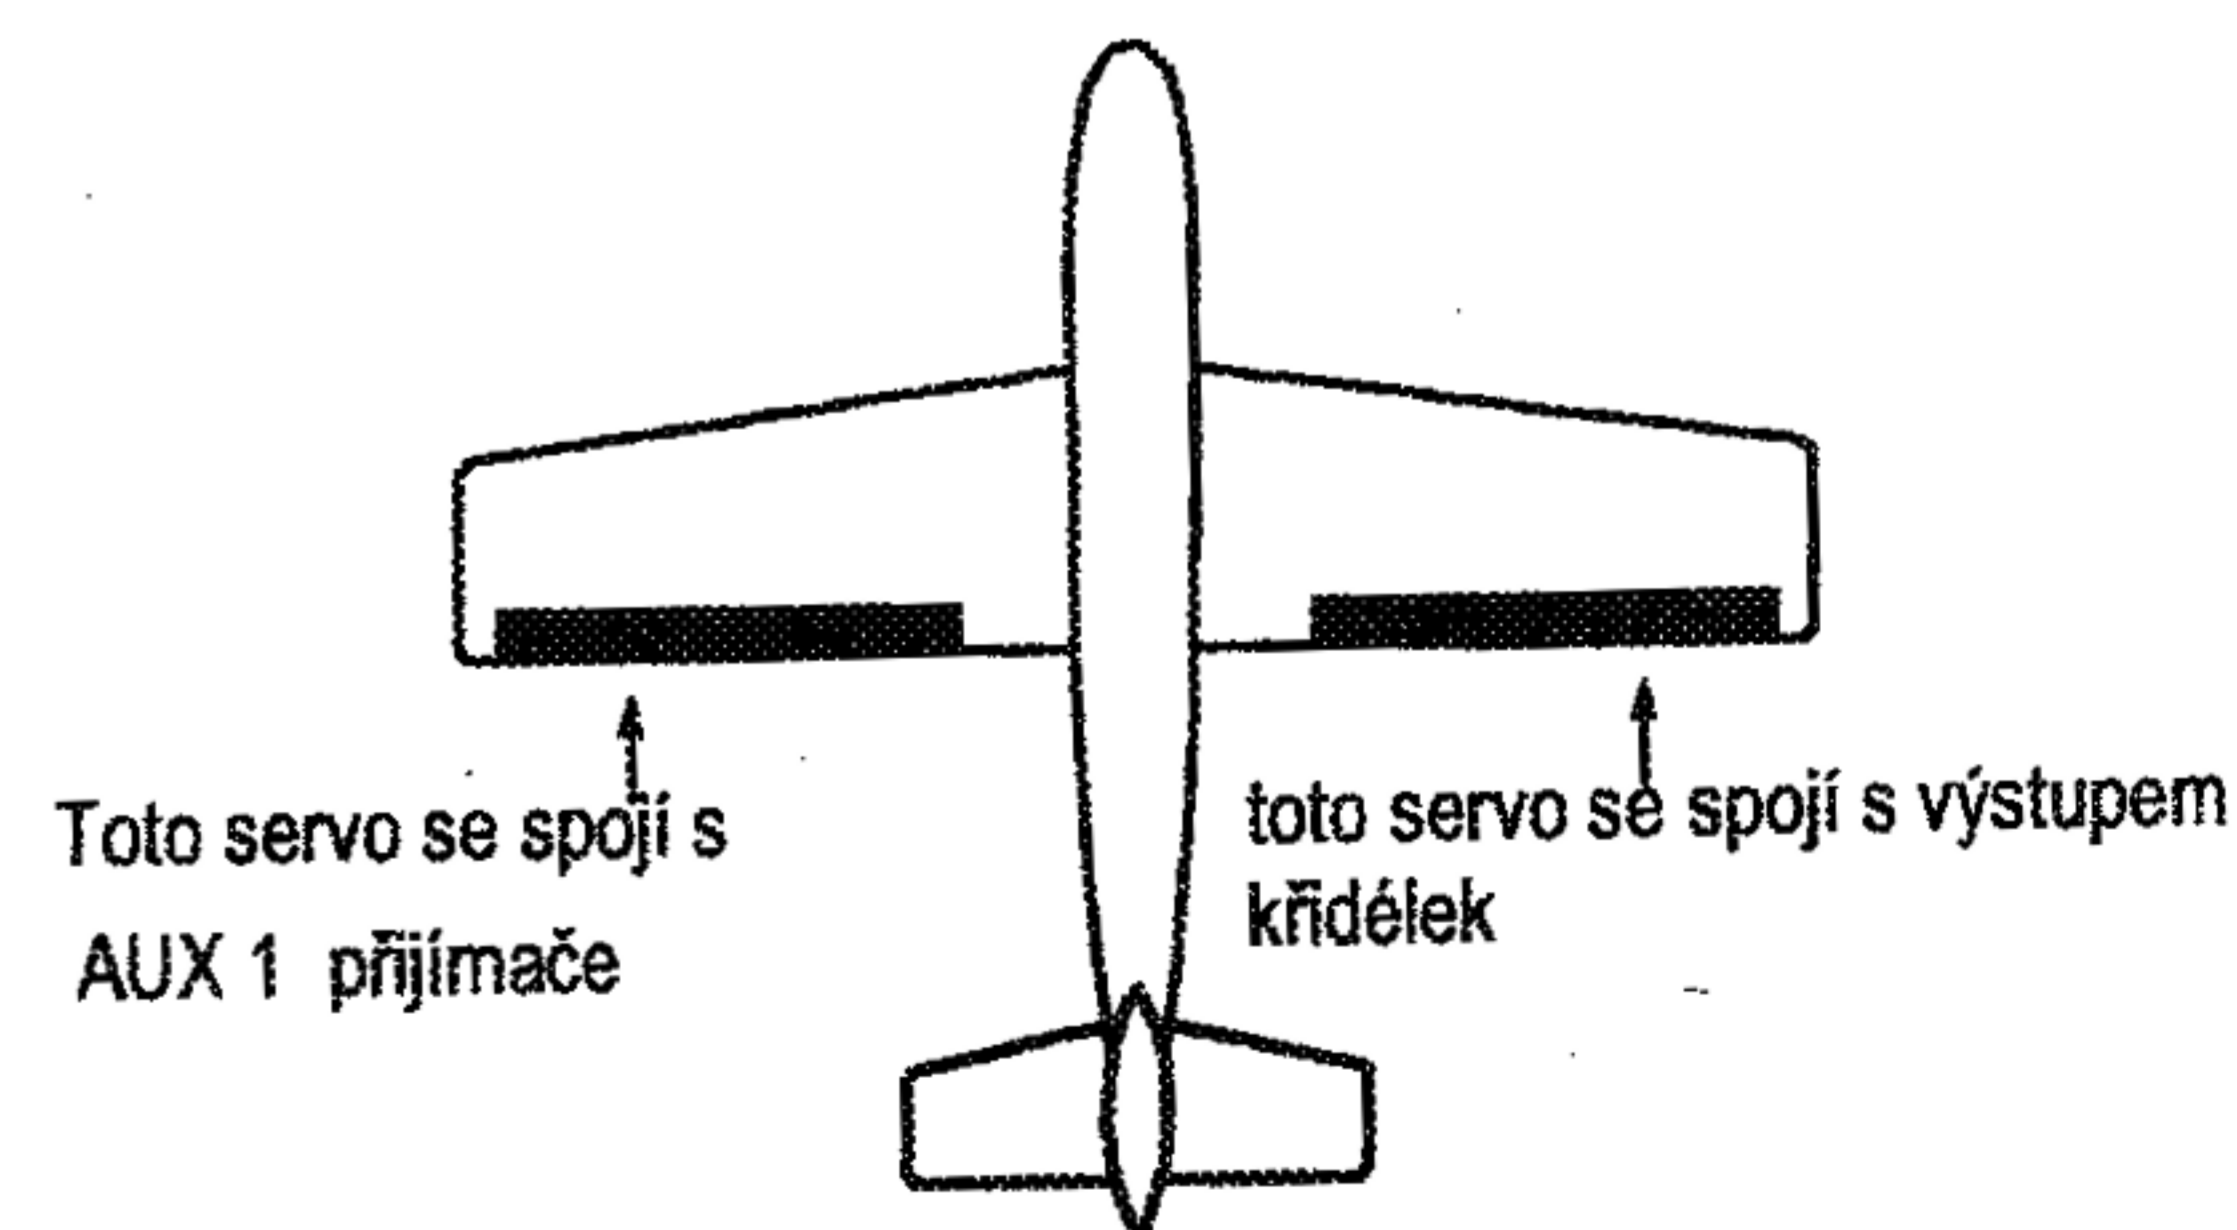 Toto servo se spojí s
AUX 1 přijímače
toto servo se spojí s výstupem
křidélek